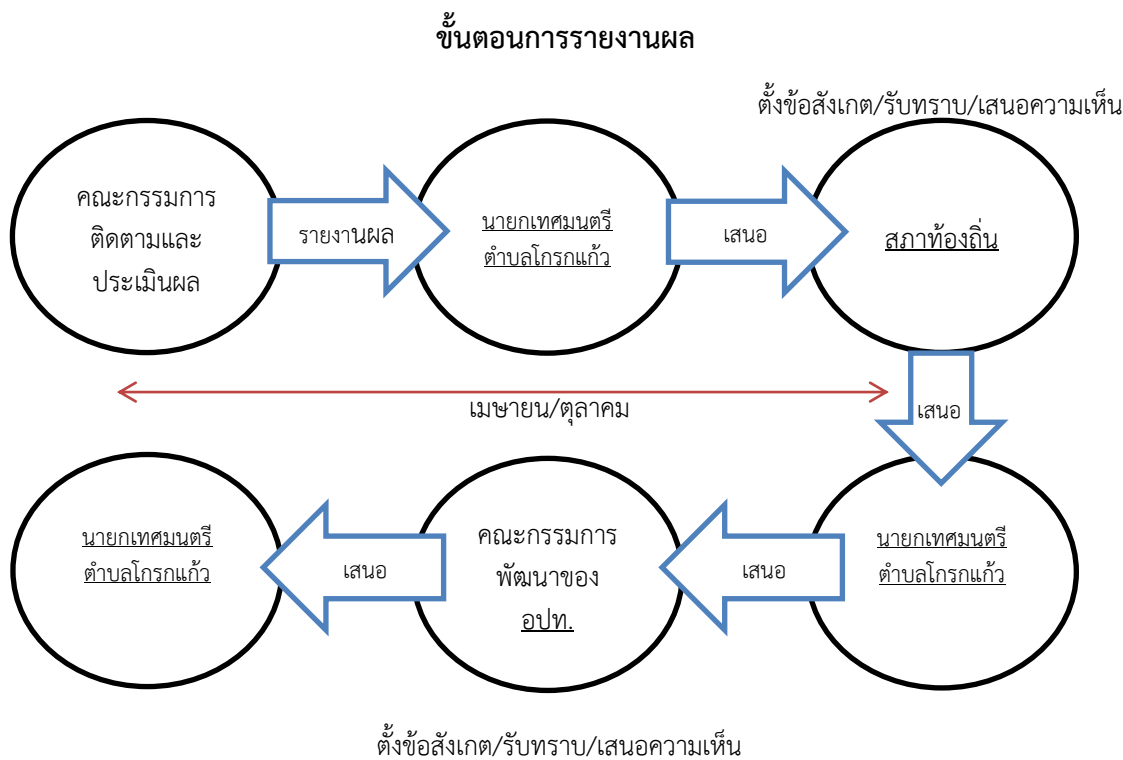 ขั้นตอนการรายงานผล
ตั้งข้อสังเกต/รับทราบ/เสนอความเห็น
คณะกรรมการ
ติดตามและ
ประเมินผล
รายงานผล
นายกเทศมนตรี
ตำบลโกรกแก้ว
เสนอ
สภาท้องถิ่น
เมษายน/ตุลาคม
เสนอ
นายกเทศมนตรี
ตำบลโกรกแก้ว
เสนอ
คณะกรรมการ
พัฒนาของ
อปท.
เสนอ
นายกเทศมนตรี
ตำบลโกรกแก้ว
ตั้งข้อสังเกต/รับทราบ/เสนอความเห็น